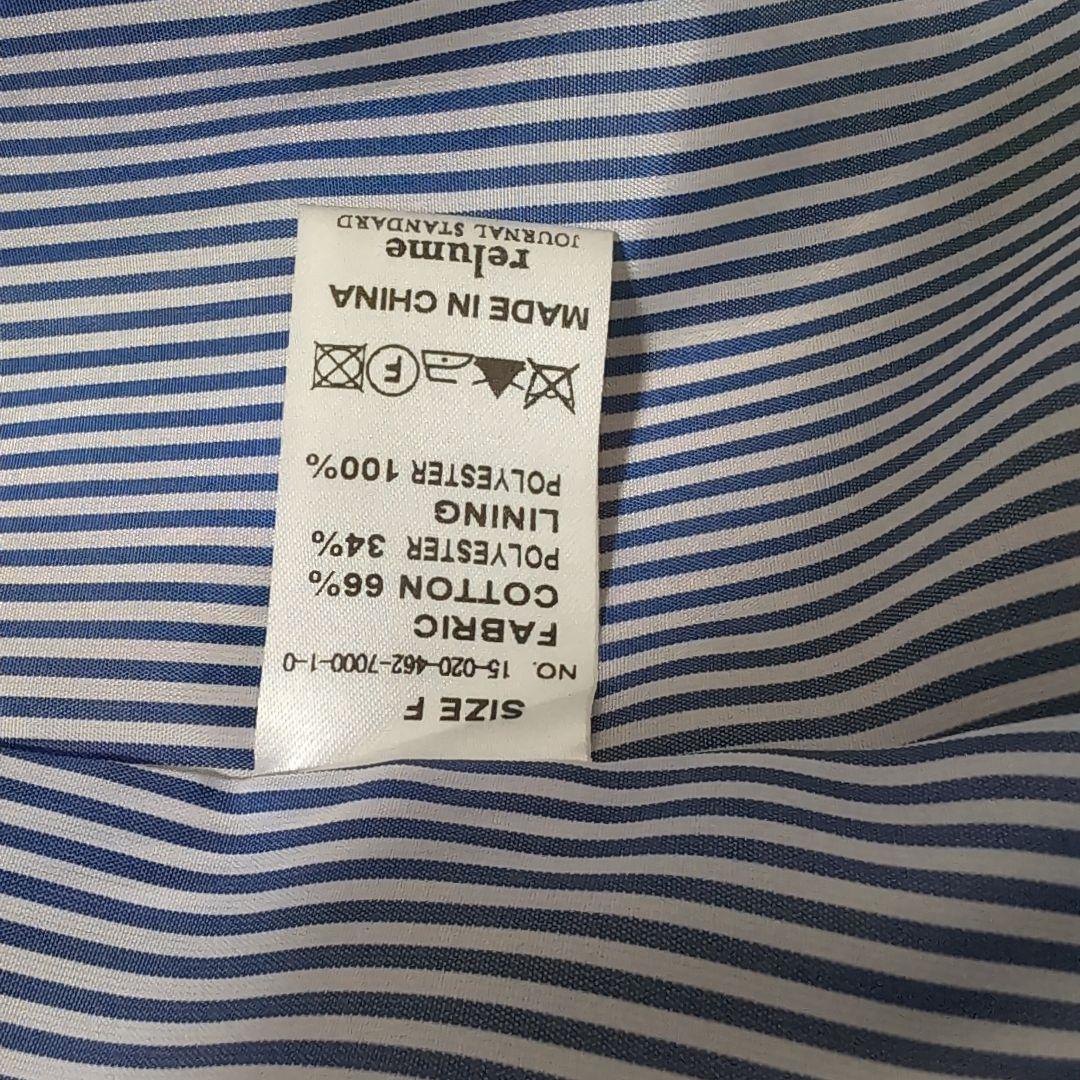 SIZE F
NO. 15-020-462-7000-1-0
FABRIC
COTTON 66%
POLYESTER 34%
LINING
POLYESTER 100%
F
MADE IN CHINA
relume
JOURNAL STANDARD